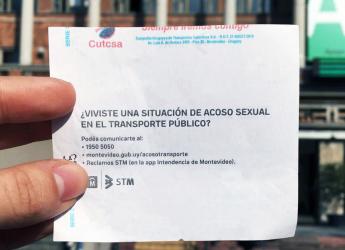 Siempre iremos contigo
Cutcsa
¿VIVISTE UNA SITUACIÓN DE ACOSO SEXUAL
EN EL TRANSPORTE PÚBLICO?
Podés comunicarte al:
• 1950 5050
• montevideo.gub.uy/acosotransporte
• Reclamos STM (en la app Intendencia de Montevideo).
STM